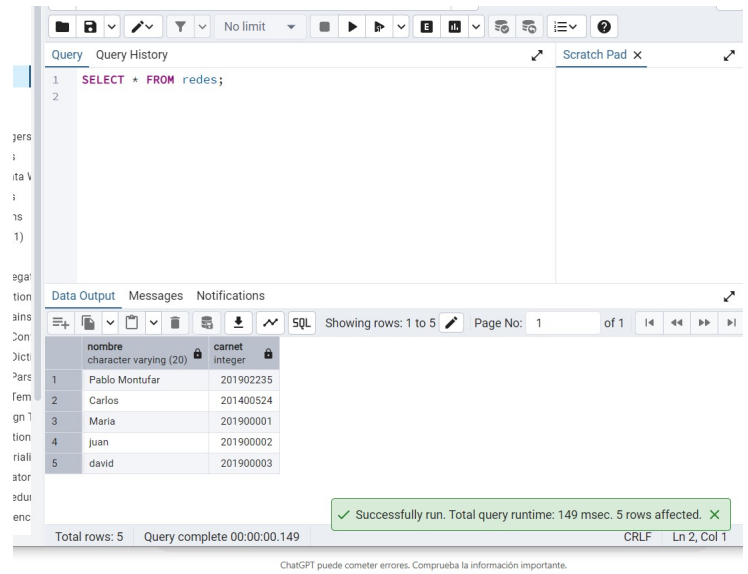 No limit
Query Query History
Scratch Pad
1 SELECT * FROM redes;
2
Data Output Messages Notifications
SQL Showing rows: 1 to 5 Page No: 1 of 1
nombre carnet
character varying (20) integer
1 Pablo Montufar 201902235
2 Carlos 201400524
3 Maria 201900001
4 juan 201900002
5 david 201900003
Successfully run. Total query runtime: 149 msec. 5 rows affected.
Total rows: 5 Query complete 00:00:00.149 CRLF Ln 2, Col 1
ChatGPT puede cometer errores. Comprueba la información importante.